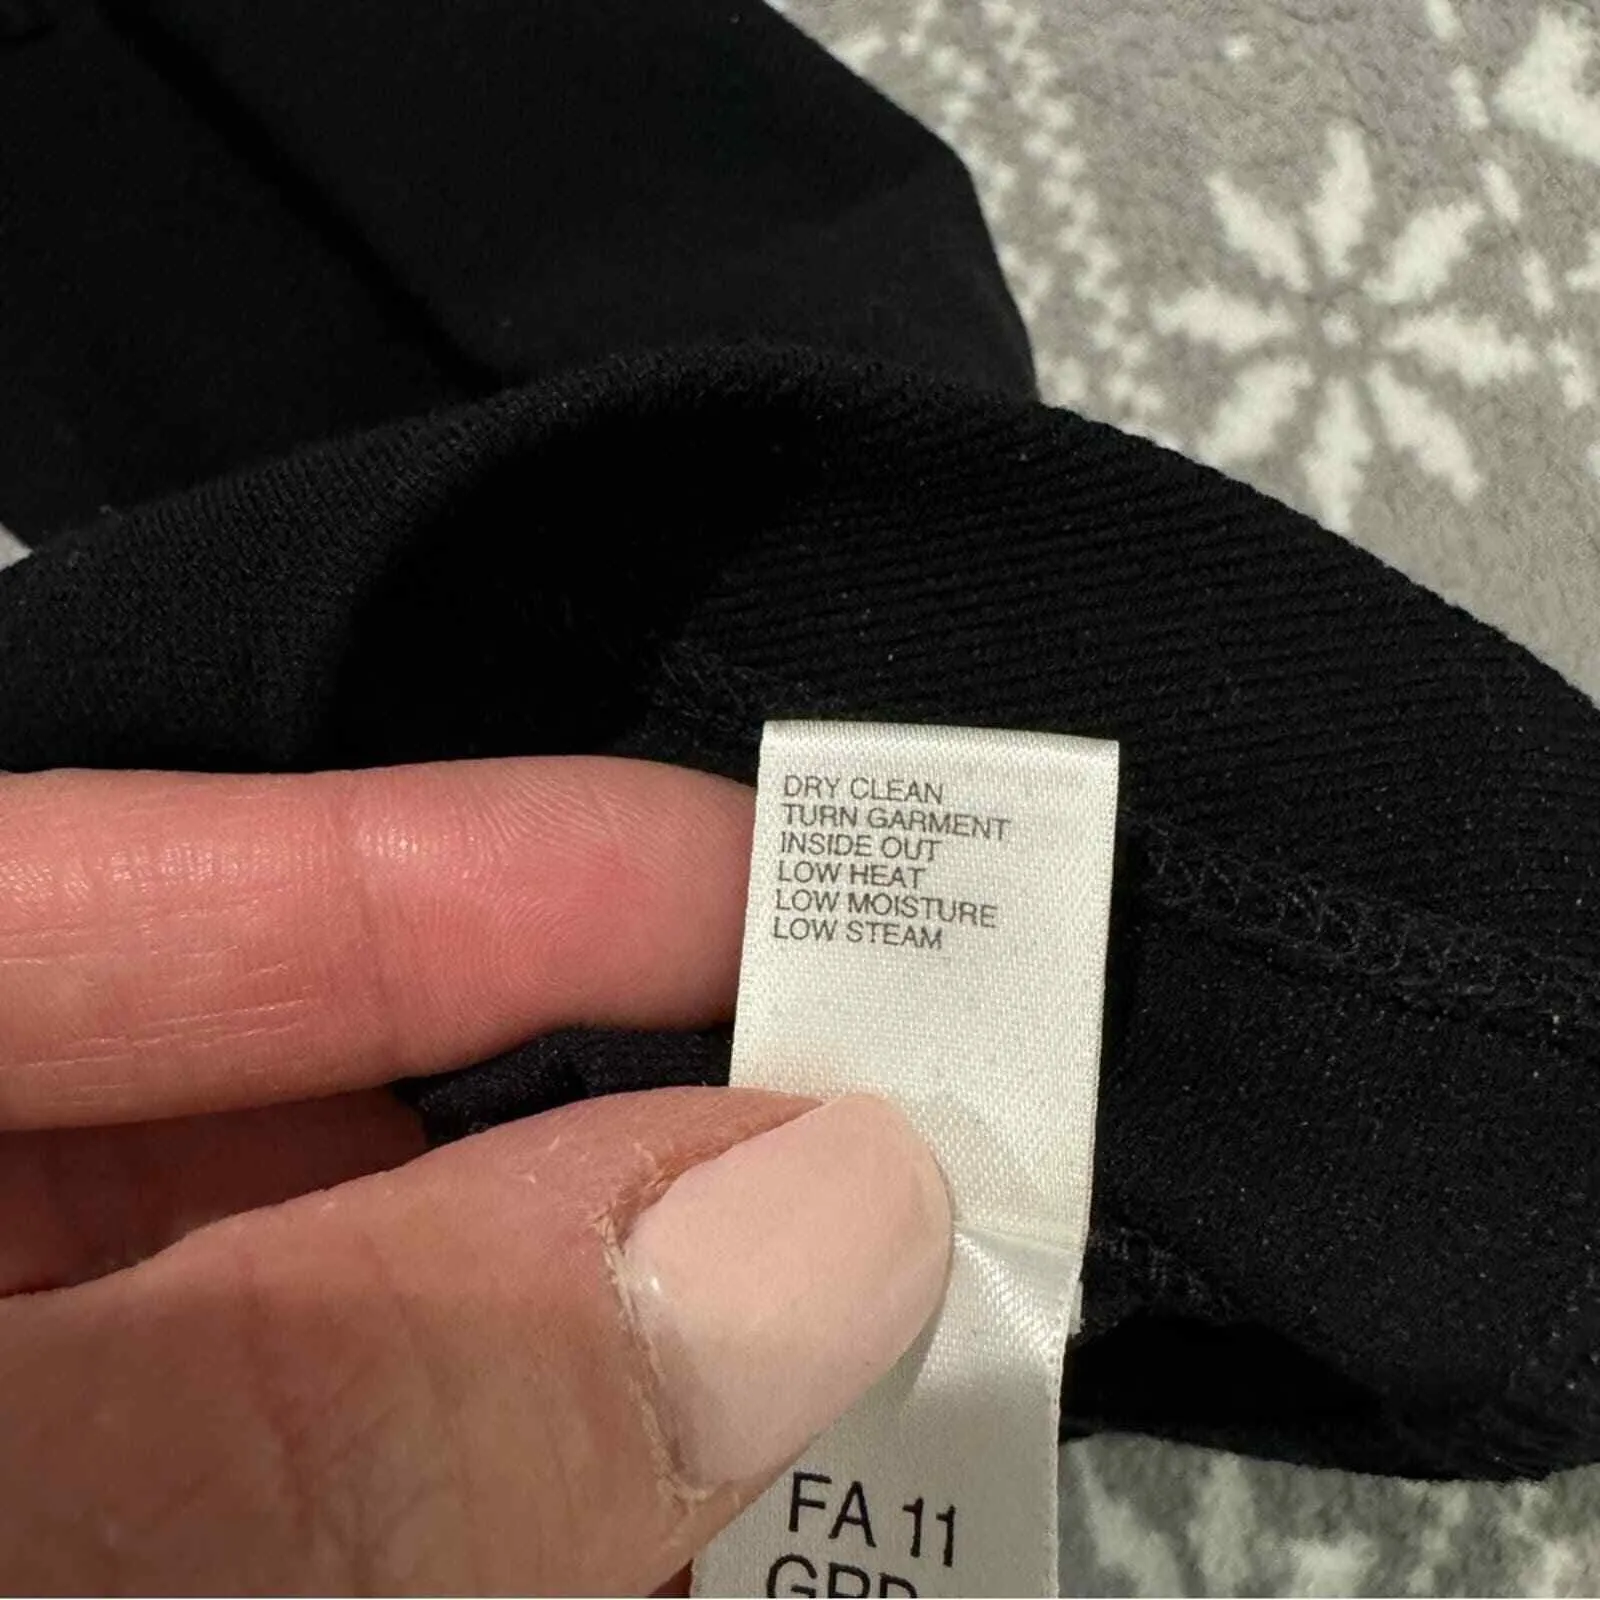 DRY CLEAN
TURN GARMENT
INSIDE OUT
LOW HEAT
LOW MOISTURE
LOW STEAM
FA 11